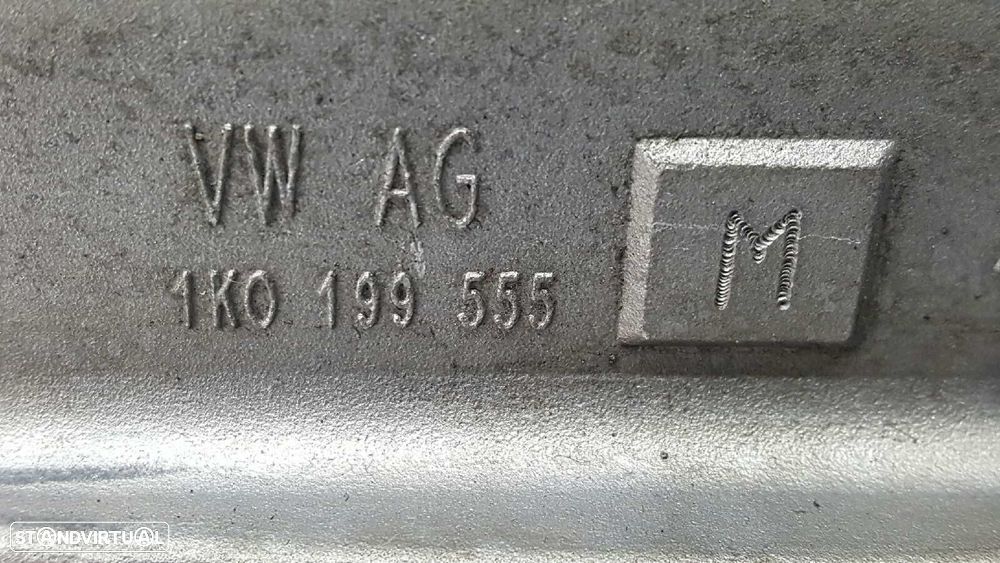 VW AG
1K0 199 555
M
STANDVIRTUAL